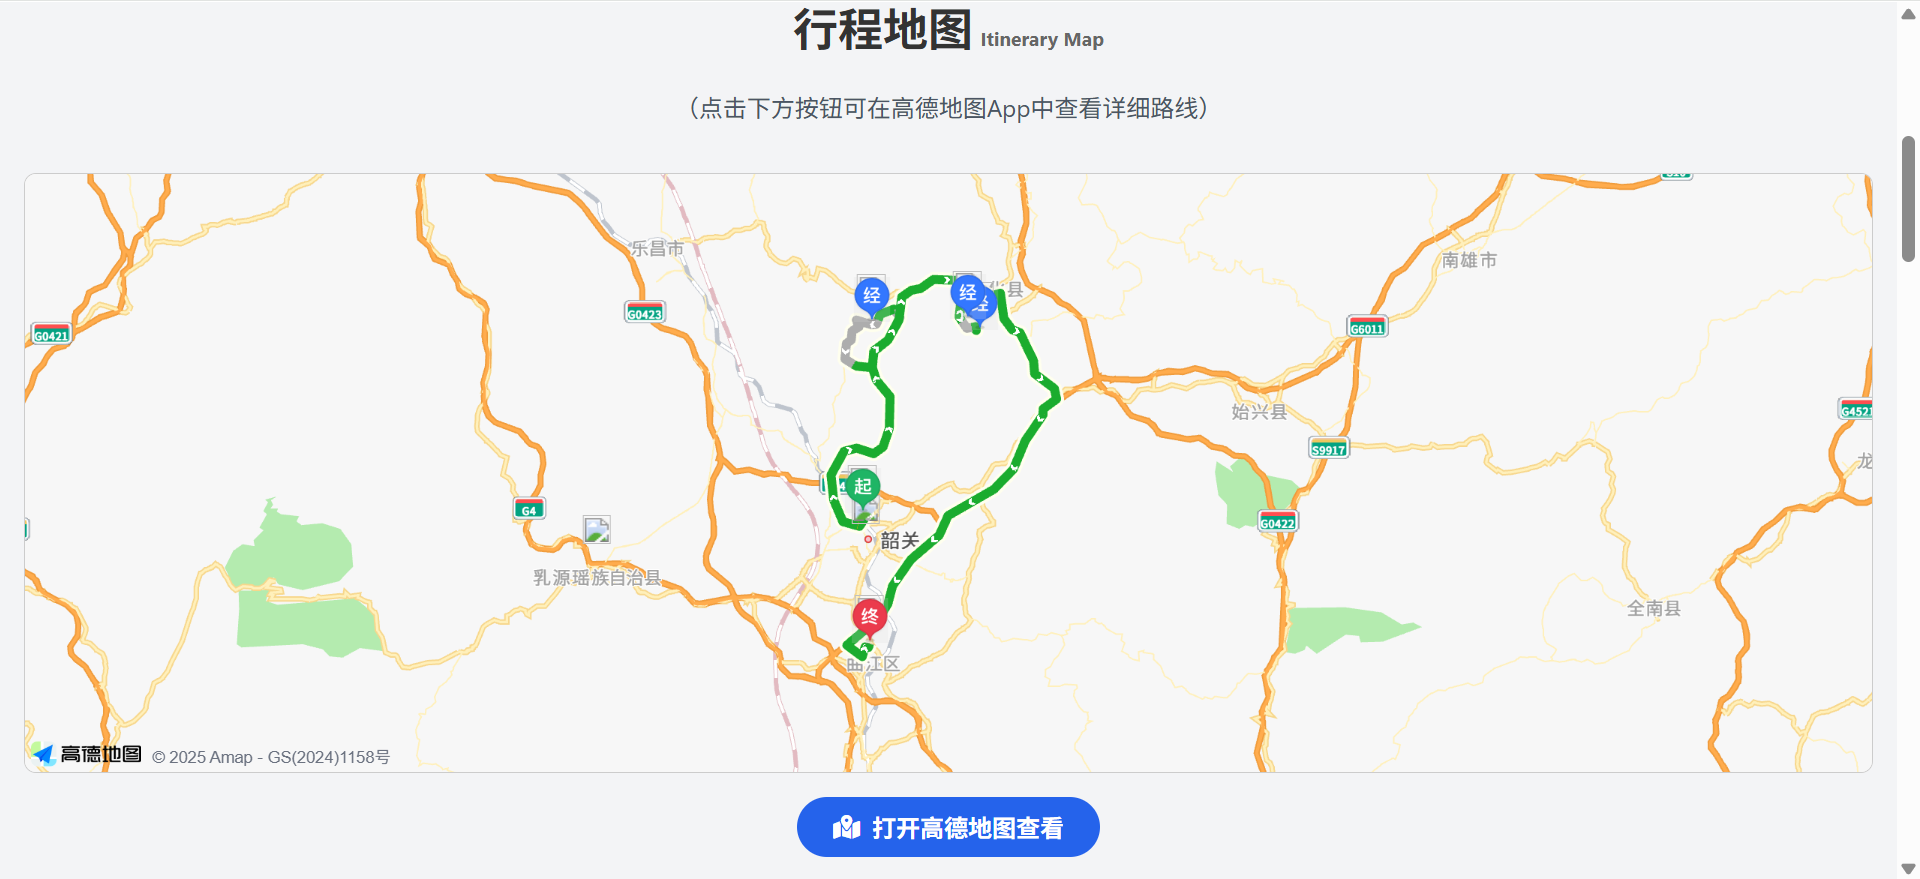 行程地图 Itinerary Map
（点击下方按钮可在高德地图App中查看详细路线）
乐昌市
南雄市
经
经
经
化县
G0423
G6011
G0421
G4521
始兴县
S9917
龙
起
G4
G0422
韶关
乳源瑶族自治县
全南县
终
曲江区
高德地图 © 2025 Amap - GS(2024)1158号
打开高德地图查看